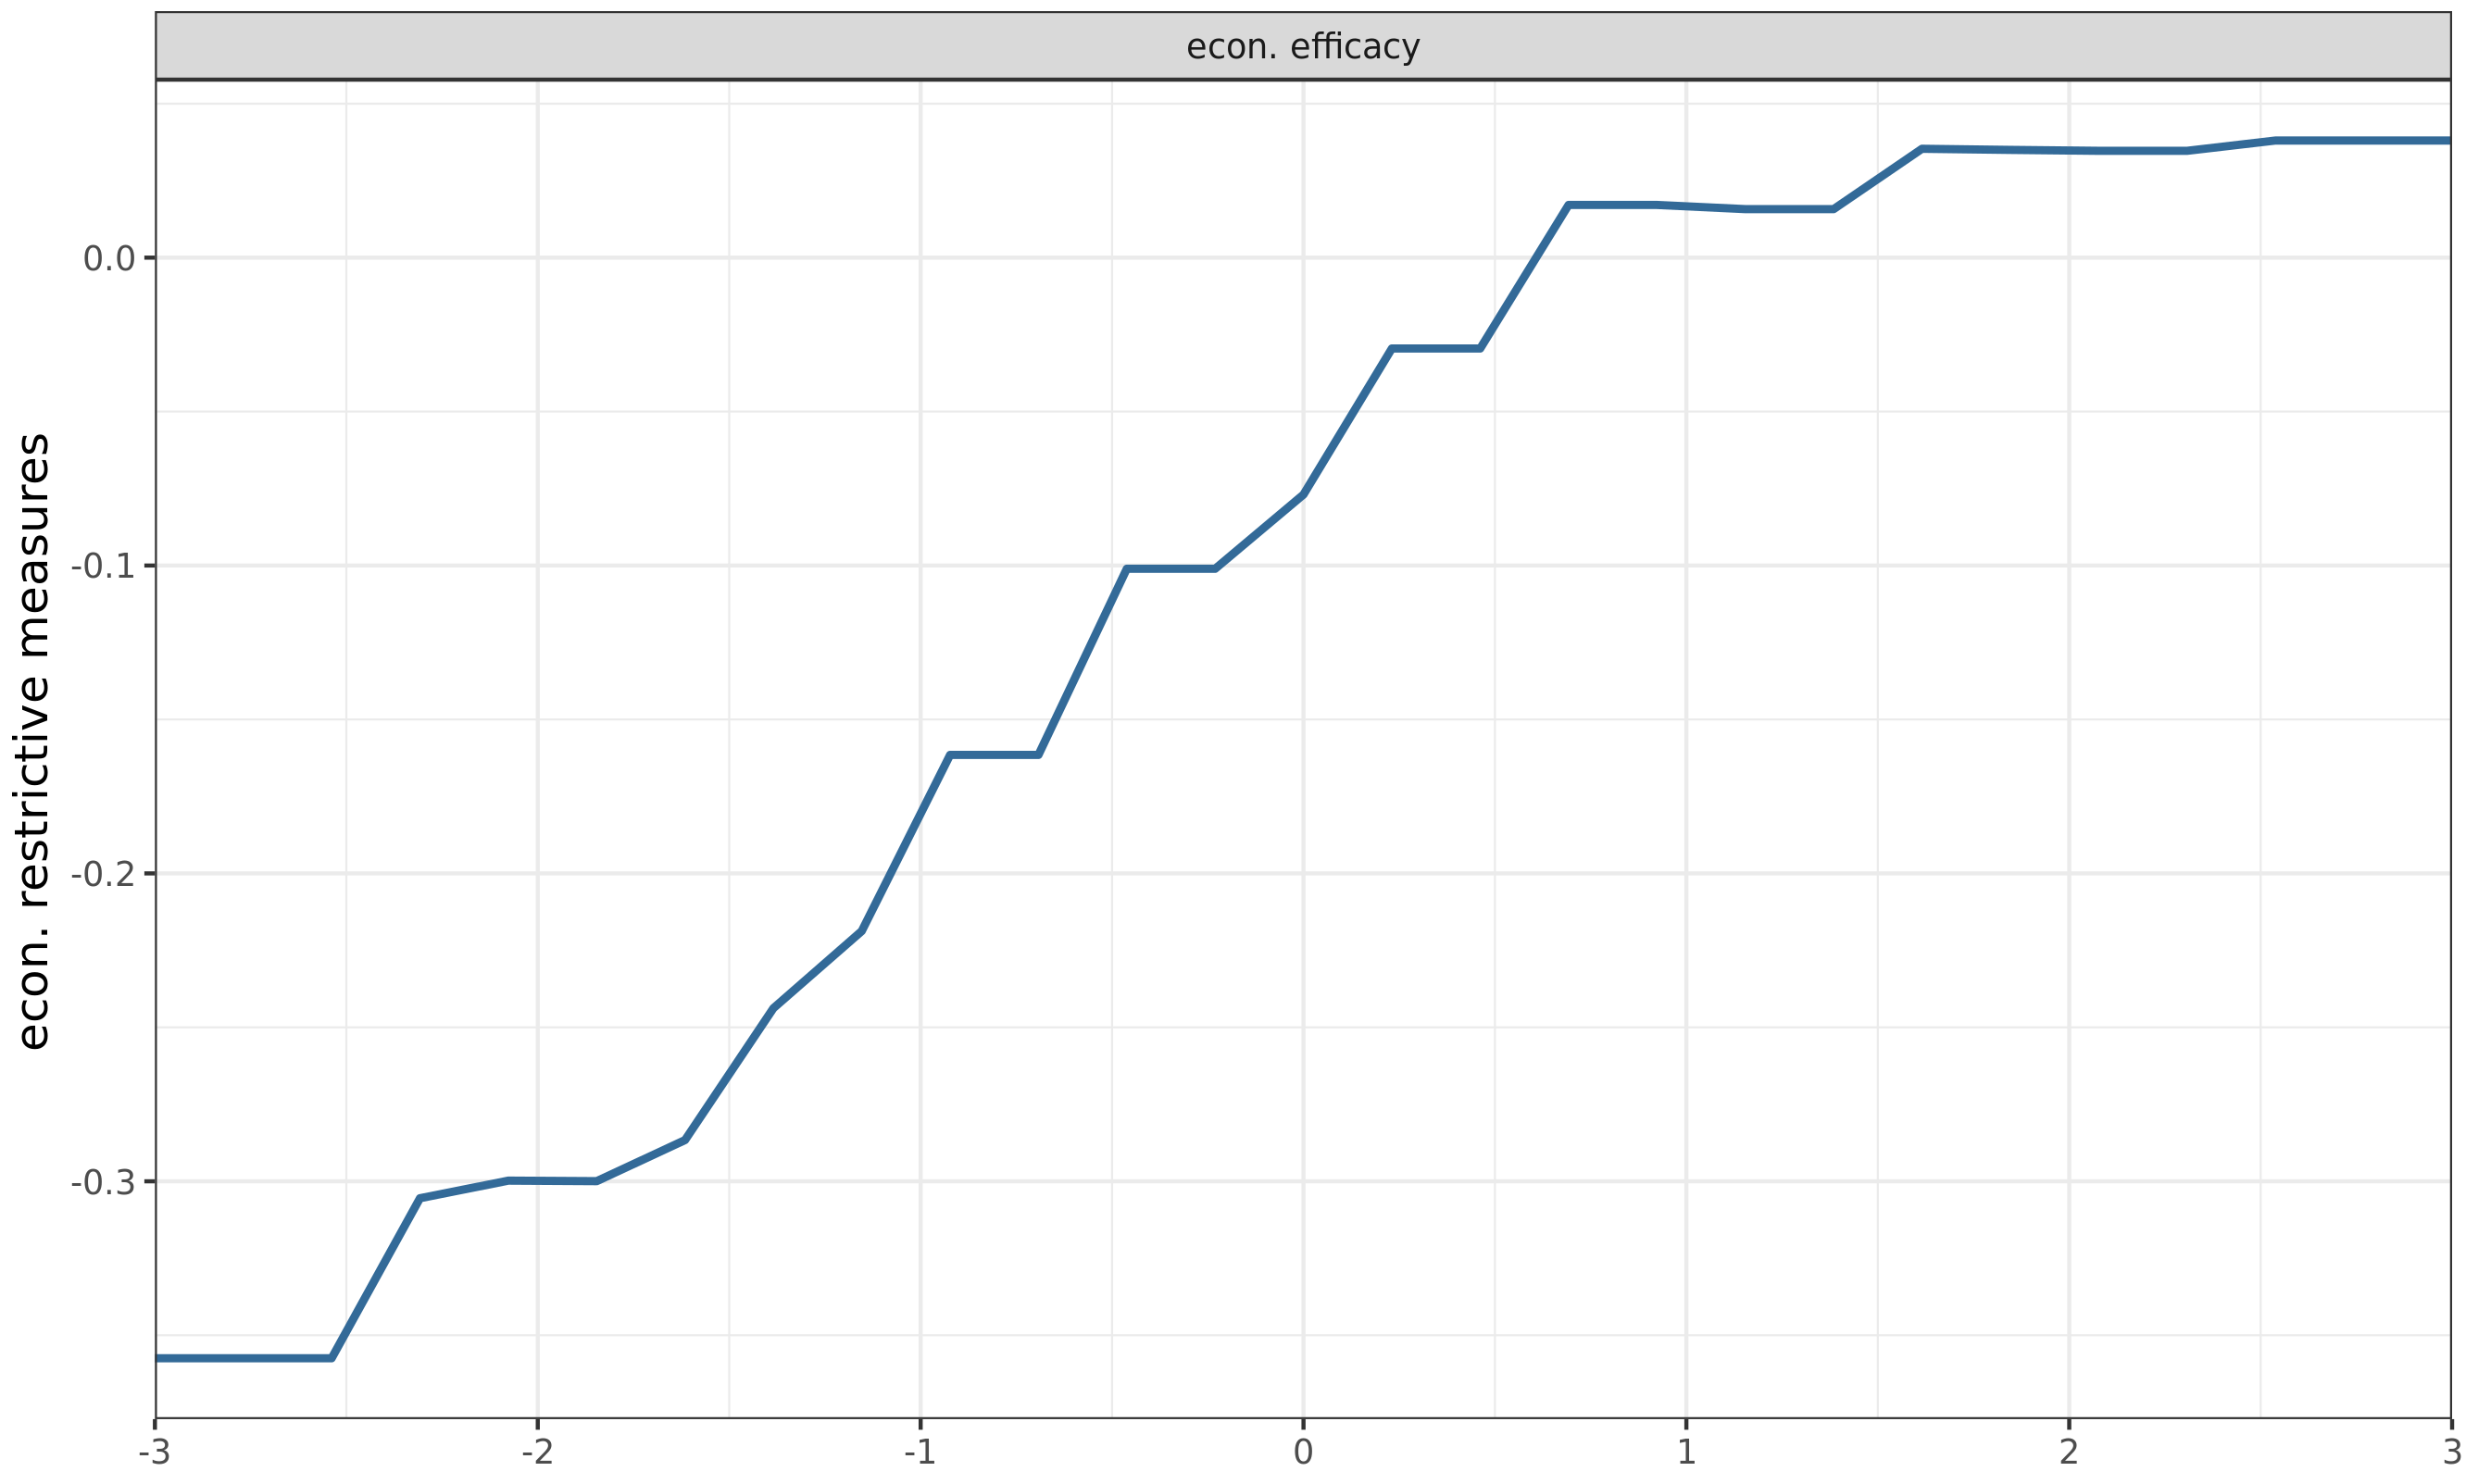 econ. efficacy
econ. restrictive measures
0.0
-0.1
-0.2
-0.3
-3 -2 -1 0 1 2 3